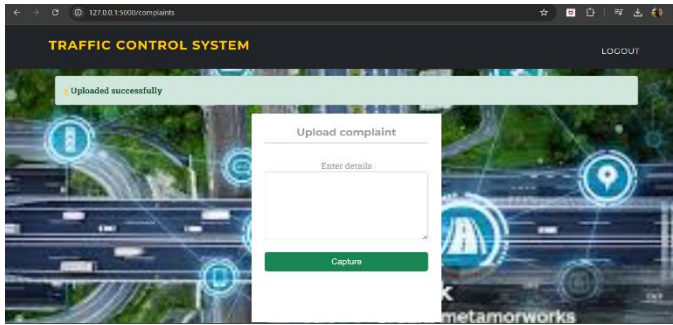 127.0.0.1:5000/complaints
TRAFFIC CONTROL SYSTEM
LOGOUT
Uploaded successfully
Upload complaint
Enter details
Capture
K
metamorworks